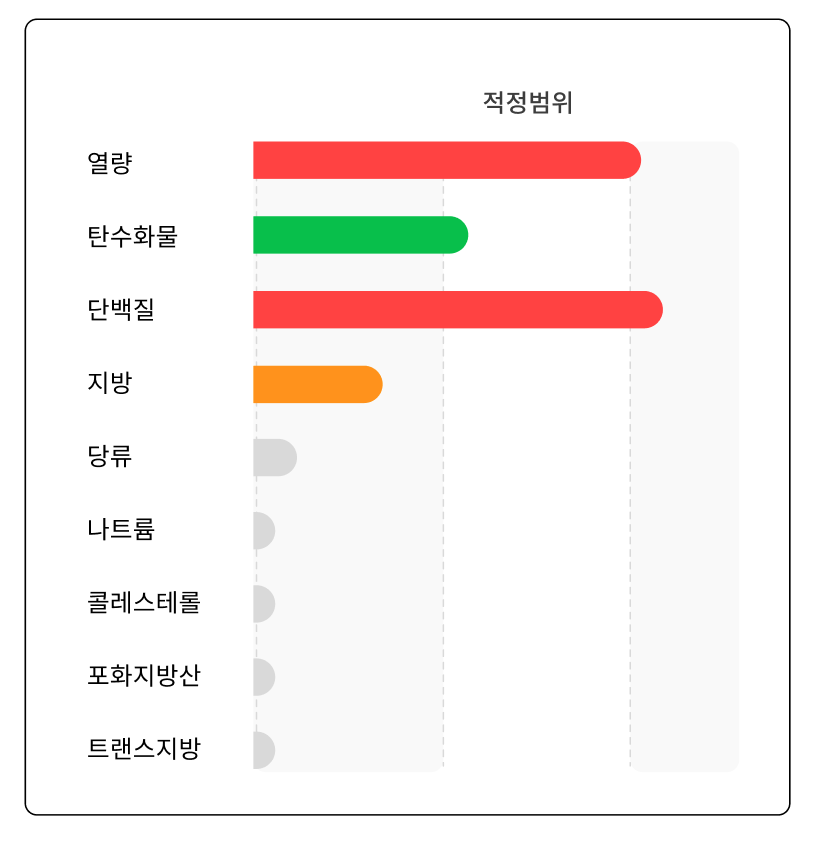 적정범위
열량
탄수화물
단백질
지방
당류
나트륨
콜레스테롤
포화지방산
트랜스지방